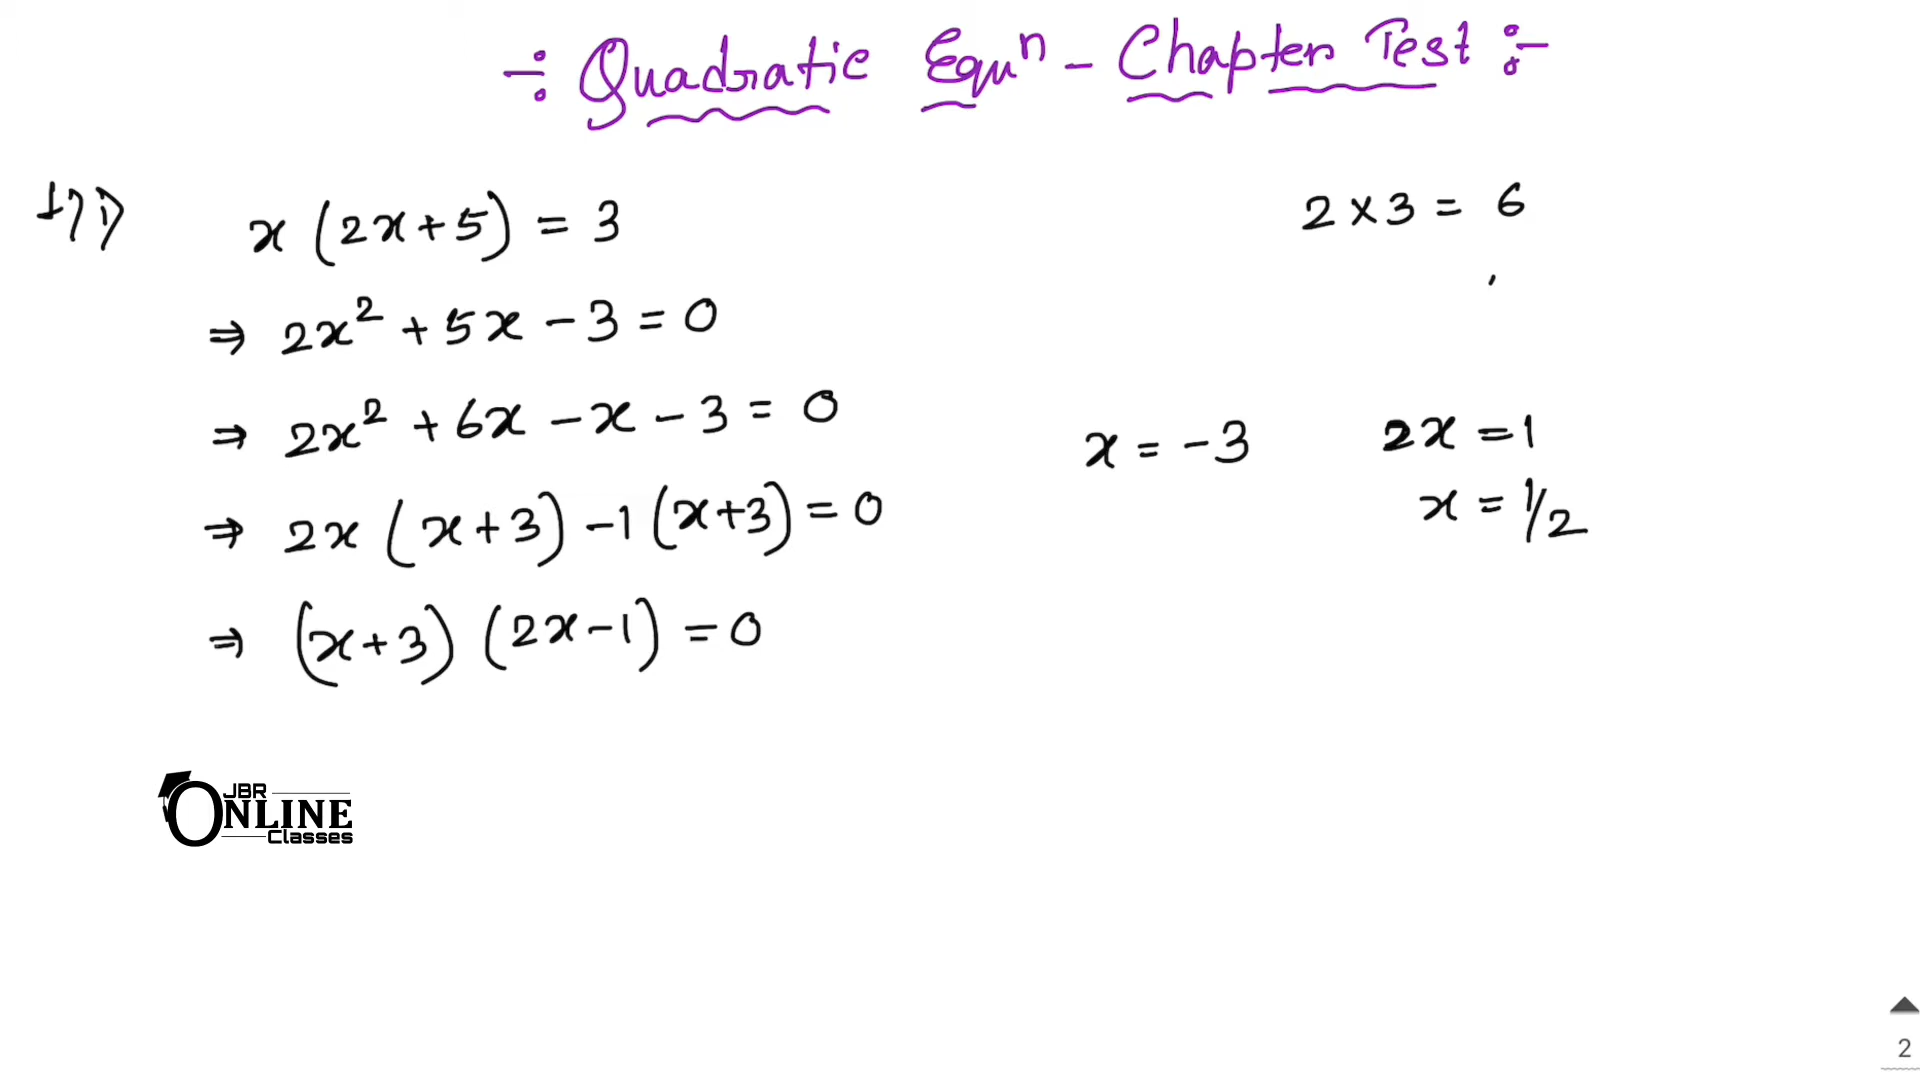 ÷ Quadratic Equⁿ - Chapter Test :-
1) i) x (2x+5) = 3
⇒ 2x² + 5x - 3 = 0
⇒ 2x² + 6x - x - 3 = 0
⇒ 2x (x+3) -1 (x+3) = 0
⇒ (x+3) (2x-1) = 0
2 x 3 = 6
x = -3
2x = 1
x = 1/2
JBR
ONLINE
Classes
2